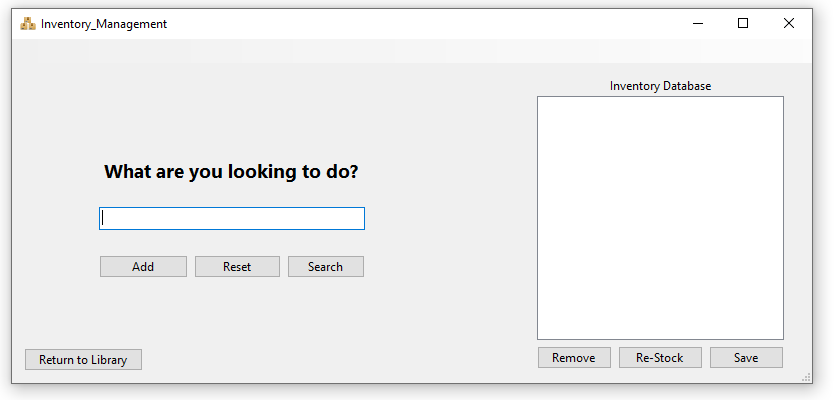 Inventory_Management
Inventory Database
What are you looking to do?
Add Reset Search
Return to Library
Remove Re-Stock Save